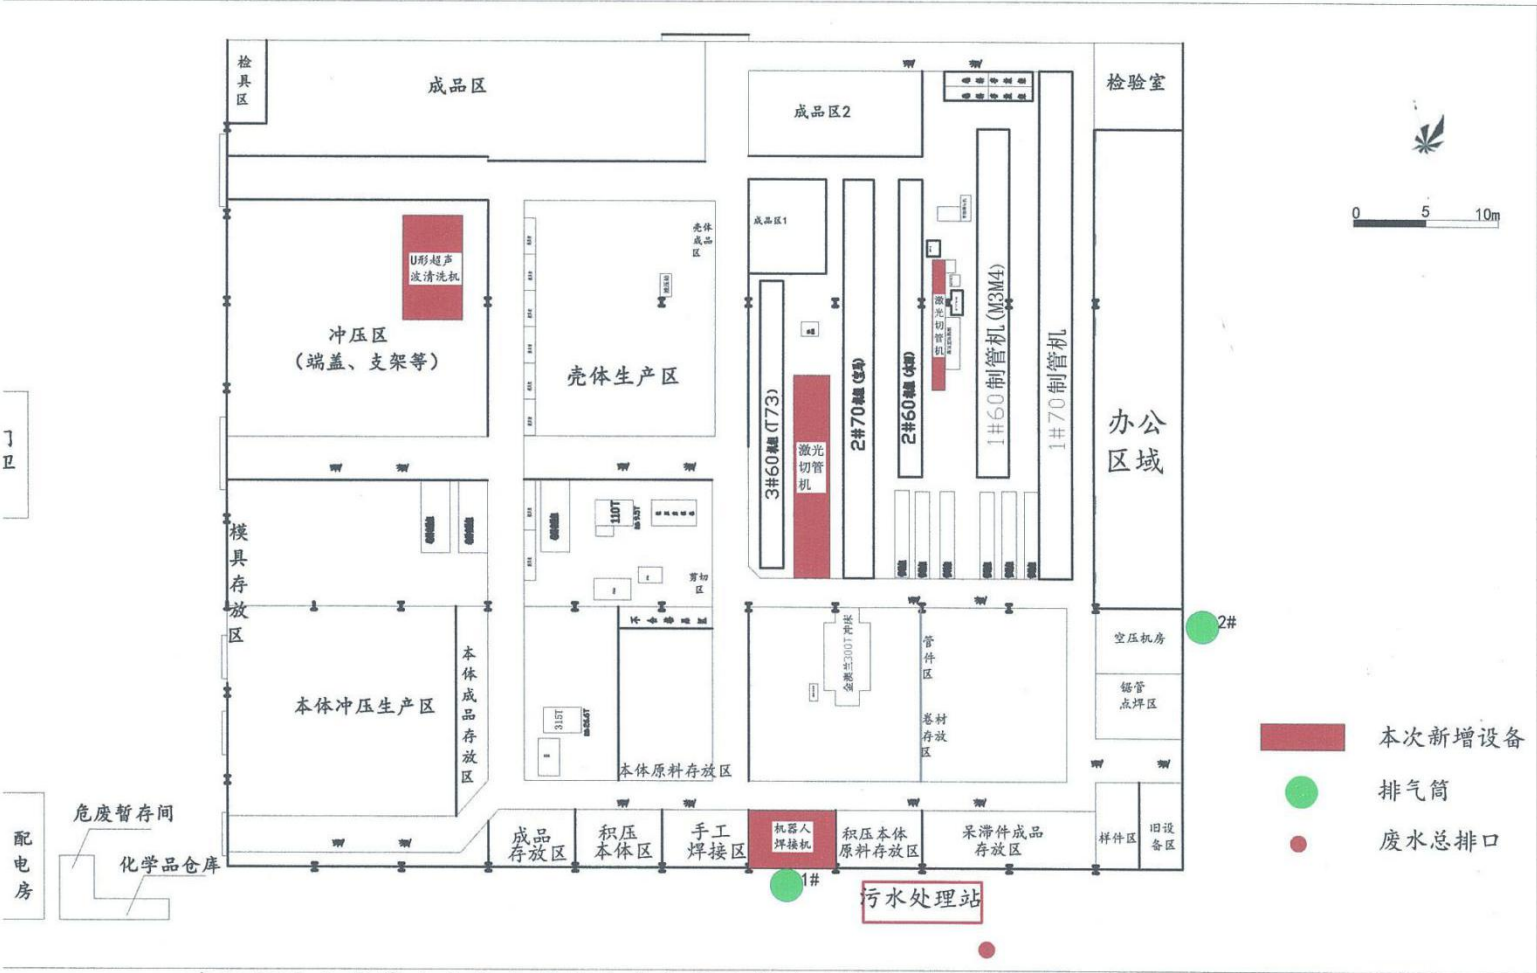 检具区
成品区
成品区2
检验室
0 5 10m
成品区1
壳体成品区
U形超声
波清洗机
冲压区
(端盖、支架等)
壳体生产区
激光切管机
1#60制管机(M3M4)
1#70制管机
3#60
(T73)
2#70
2#60
激光
切管
机
办公
区域
门卫
模具存放区
110T
剪切区
本体冲压生产区
本体成品存放区
315T
本体原料存放区
金澳兰300T冲床
管件区
卷材存放区
空压机房
2#
锯管
点焊区
本次新增设备
排气筒
废水总排口
危废暂存间
化学品仓库
配电房
成品
存放区
积压
本体区
手工
焊接区
机器人
焊接机
积压本体
原料存放区
呆滞件成品
存放区
样件区
旧设
备区
1#
污水处理站